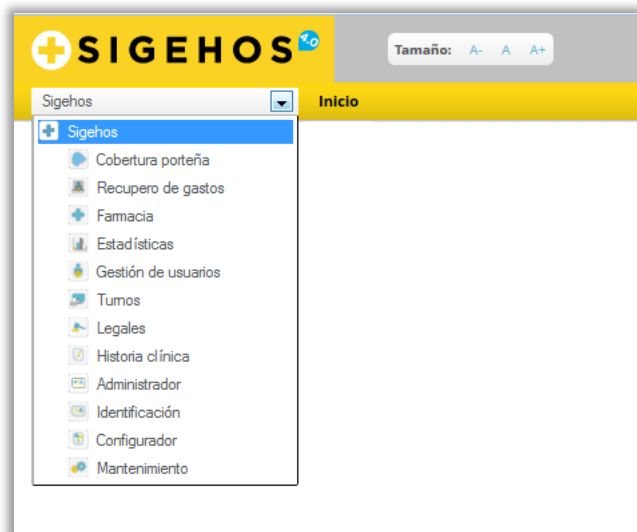 SIGEHOS 4.0
Tamaño: A- A A+
Sigehos Inicio
Sigehos
Cobertura porteña
Recupero de gastos
Farmacia
Estadísticas
Gestión de usuarios
Turnos
Legales
Historia clínica
Administrador
Identificación
Configurador
Mantenimiento